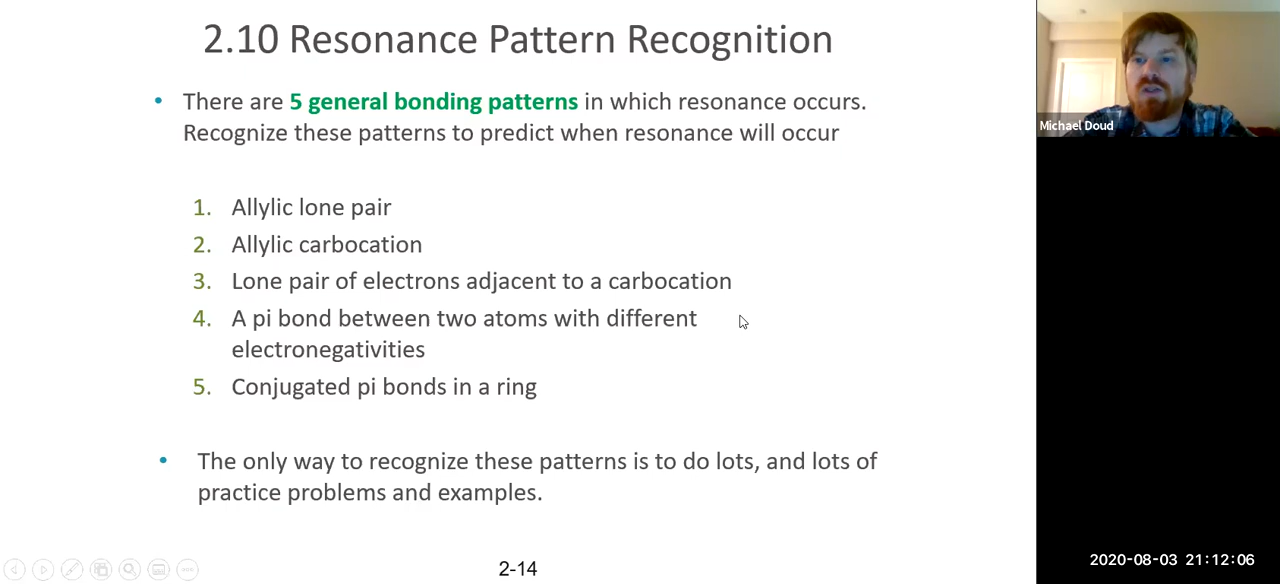 2.10 Resonance Pattern Recognition
• There are 5 general bonding patterns in which resonance occurs.
Recognize these patterns to predict when resonance will occur
1. Allylic lone pair
2. Allylic carbocation
3. Lone pair of electrons adjacent to a carbocation
4. A pi bond between two atoms with different
electronegativities
5. Conjugated pi bonds in a ring
• The only way to recognize these patterns is to do lots, and lots of
practice problems and examples.
2-14
Michael Doud
2020-08-03 21:12:06